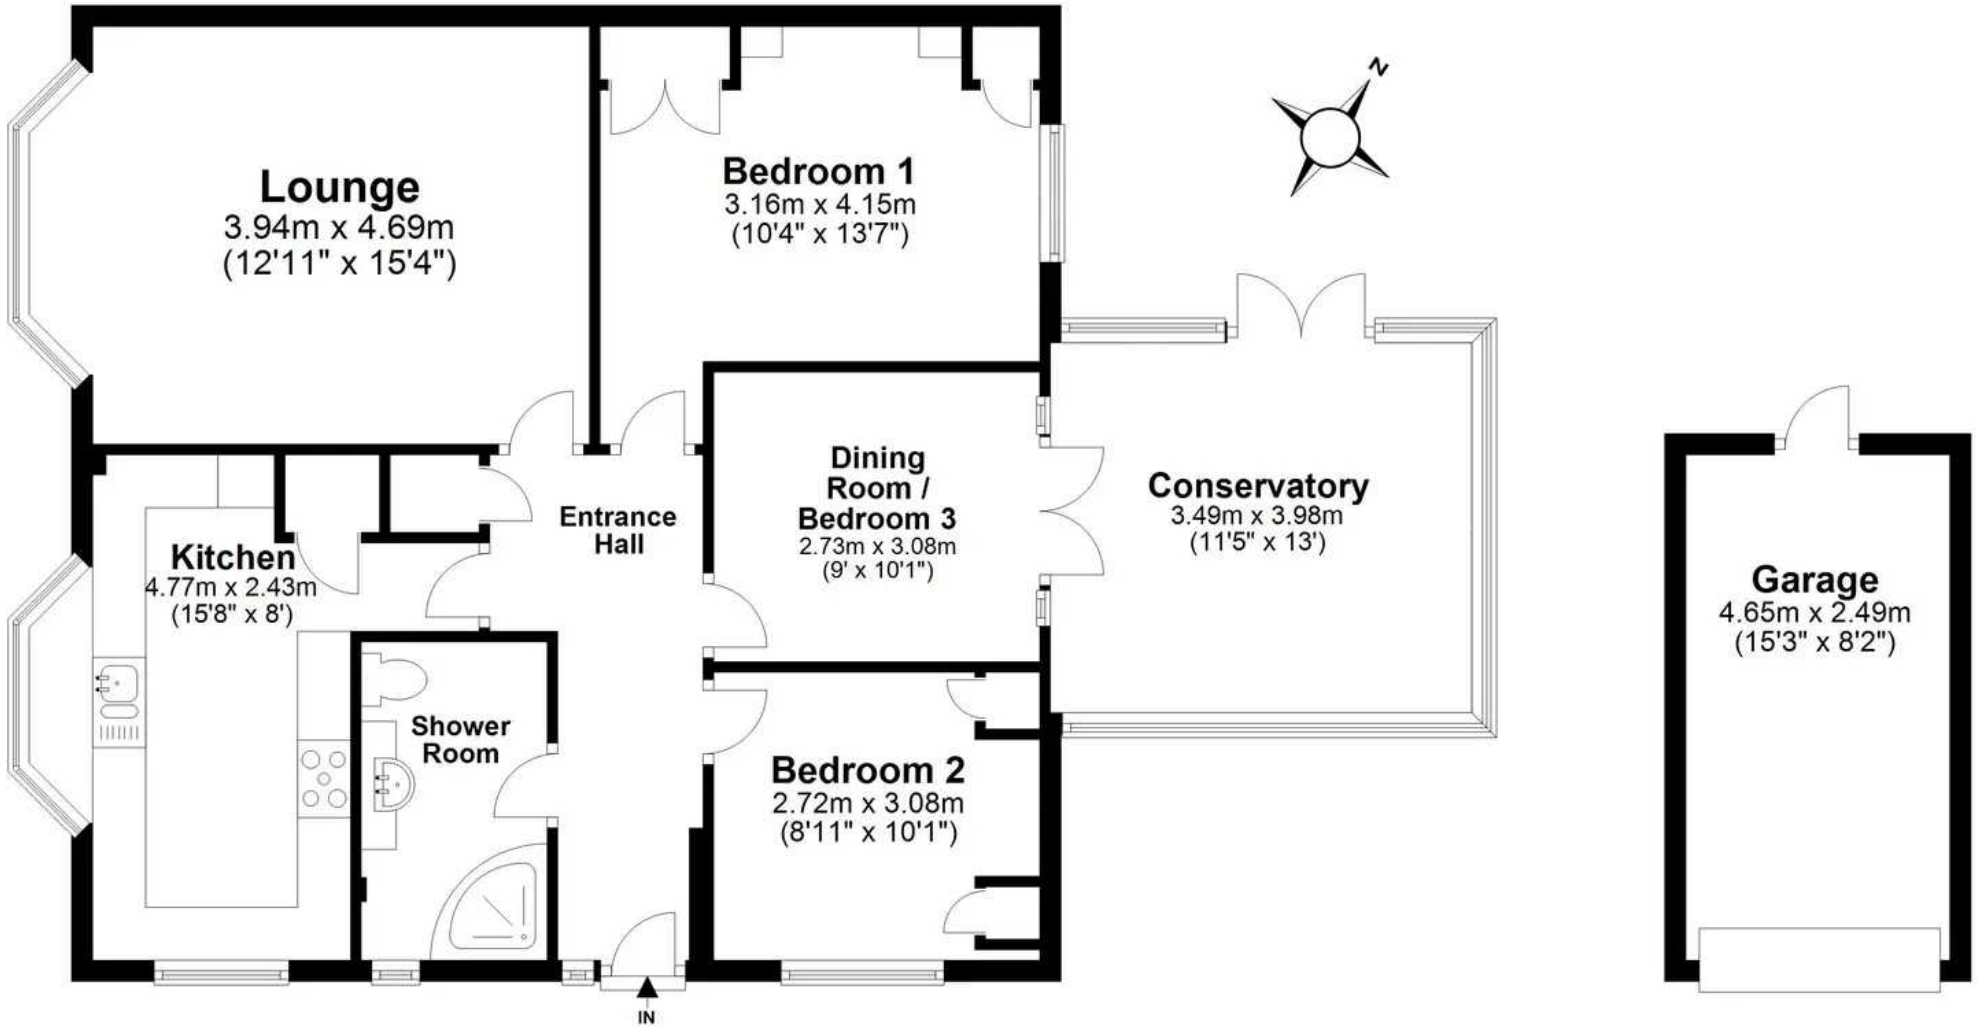 N
Lounge
3.94m x 4.69m
(12'11" x 15'4")
Bedroom 1
3.16m x 4.15m
(10'4" x 13'7")
Dining
Room /
Bedroom 3
2.73m x 3.08m
(9' x 10'1")
Conservatory
3.49m x 3.98m
(11'5" x 13')
Entrance
Hall
Kitchen
4.77m x 2.43m
(15'8" x 8')
Garage
4.65m x 2.49m
(15'3" x 8'2")
Shower
Room
Bedroom 2
2.72m x 3.08m
(8'11" x 10'1")
IN